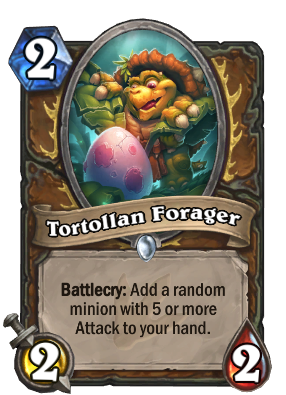 2
Tortollan Forager
Battlecry: Add a random
minion with 5 or more
Attack to your hand.
2
2